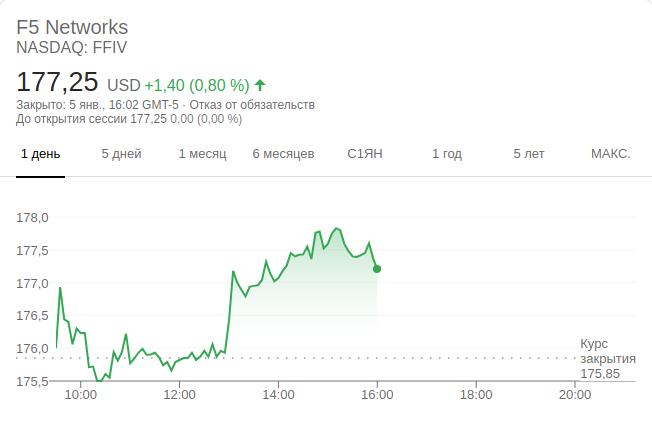 F5 Networks
NASDAQ: FFIV
177,25 USD +1,40 (0,80 %)
Закрыто: 5 янв., 16:02 GMT-5 · Отказ от обязательств
До открытия сессии 177,25 0,00 (0,00 %)
1 день 5 дней 1 месяц 6 месяцев С1ЯН 1 год 5 лет МАКС.
178,0
177,5
177,0
176,5
176,0
175,5
Курс
закрытия
175,85
10:00 12:00 14:00 16:00 18:00 20:00